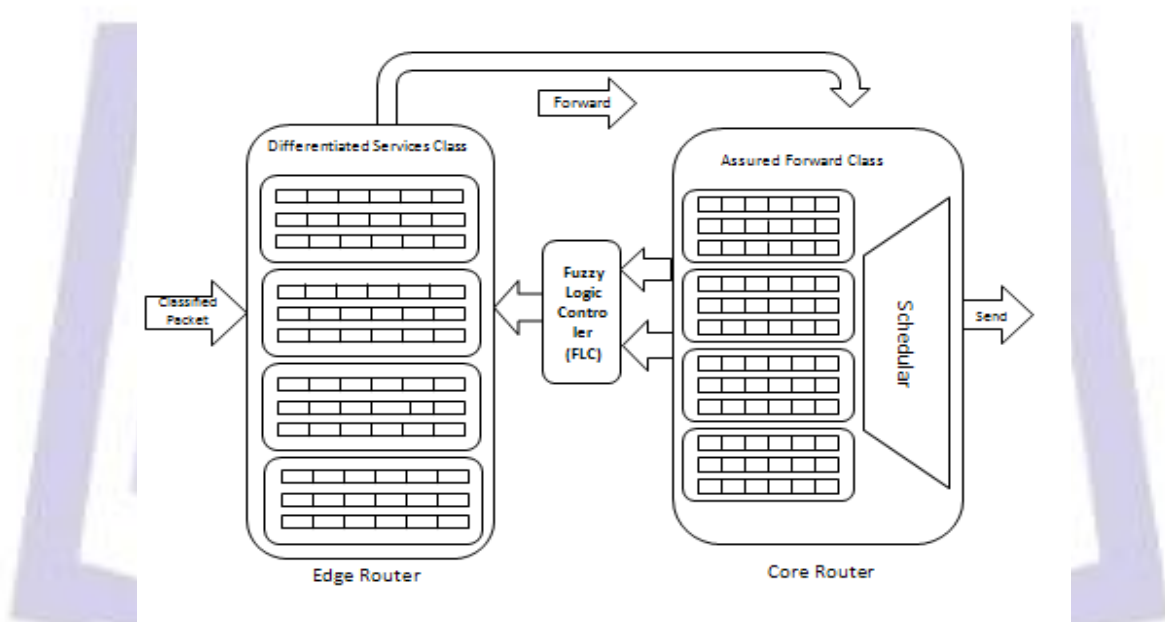 Forward
Differentiated Services Class
Assured Forward Class
Classified
Packet
Fuzzy
Logic
Contro
ler
(FLC)
Schedular
Send
Edge Router
Core Router